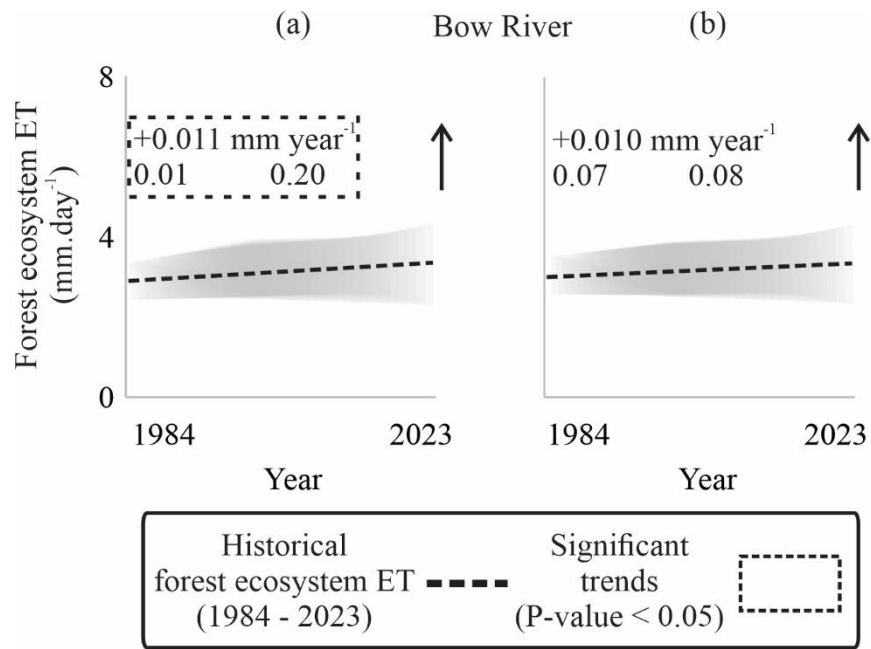 (a) Bow River (b)
Forest ecosystem ET
(mm.day⁻¹)
8
4
0
+0.011 mm year⁻¹
0.01 0.20
1984 2023
Year
+0.010 mm year⁻¹
0.07 0.08
1984 2023
Year
Historical
forest ecosystem ET
(1984 - 2023)
Significant
trends
(P-value < 0.05)